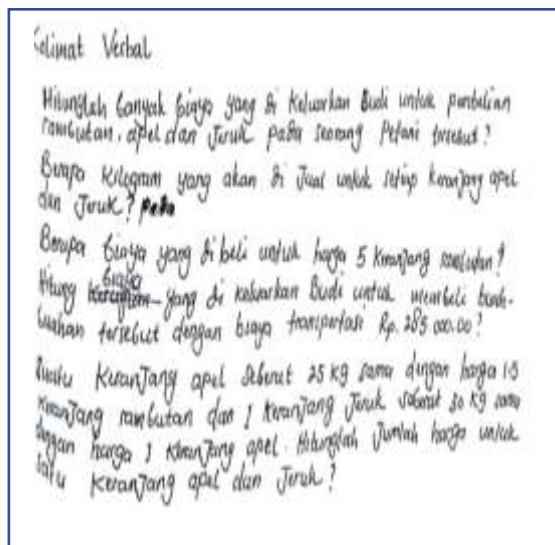 Kalimat Verbal
Hitunglah banyak biaya yang di keluarkan Budi untuk pembelian
rambutan, apel dan Jeruk pada seorang Petani tersebut?
Berapa Kilogram yang akan di Jual untuk setiap keranjang apel
dan Jeruk?
Berapa biaya yang di beli untuk harga 5 keranjang rambutan?
Hitung biaya yang di keluarkan Budi untuk membeli buah-
buahan tersebut dengan biaya transportasi Rp. 285.000.00?
Suatu Keranjang apel seberat 25 kg sama dengan harga 1.5
Keranjang rambutan dan 1 keranjang Jeruk seberat 30 kg sama
dengan harga 1 keranjang apel. Hitunglah Jumlah harga untuk
satu keranjang apel dan Jeruk?